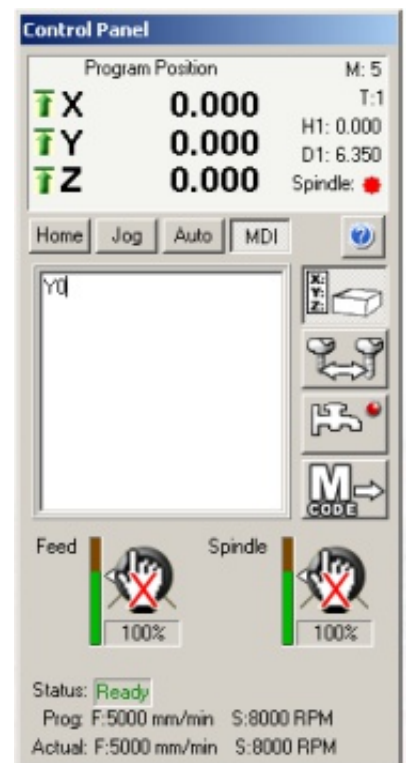 Control Panel
Program Position M: 5
X 0.000 T:1
Y 0.000 H1: 0.000
Z 0.000 D1: 6.350
Spindle:
Home Jog Auto MDI ?
Y0
X:
Y:
Z:
M
CODE
Feed Spindle
100% 100%
Status: Ready
Prog: F:5000 mm/min S:8000 RPM
Actual: F:5000 mm/min S:8000 RPM